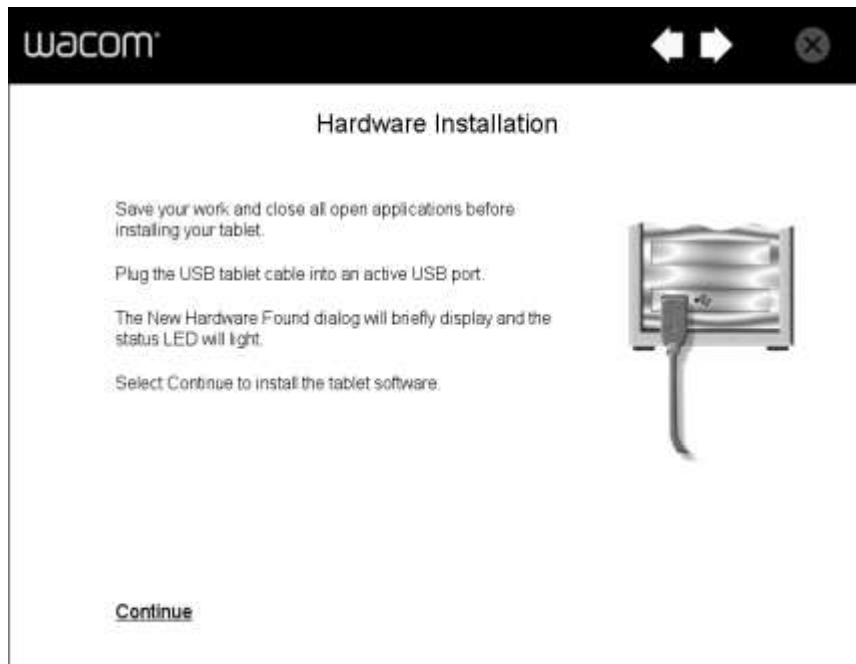 wacom
Hardware Installation
Save your work and close all open applications before
installing your tablet.
Plug the USB tablet cable into an active USB port.
The New Hardware Found dialog will briefly display and the
status LED will light.
Select Continue to install the tablet software.
Continue